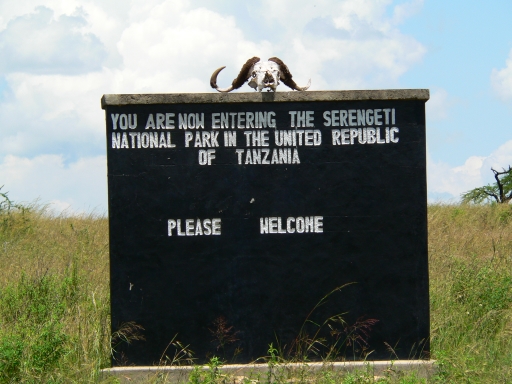 YOU ARE NOW ENTERING THE SERENGETI
NATIONAL PARK IN THE UNITED REPUBLIC
OF TANZANIA
PLEASE WELCOME